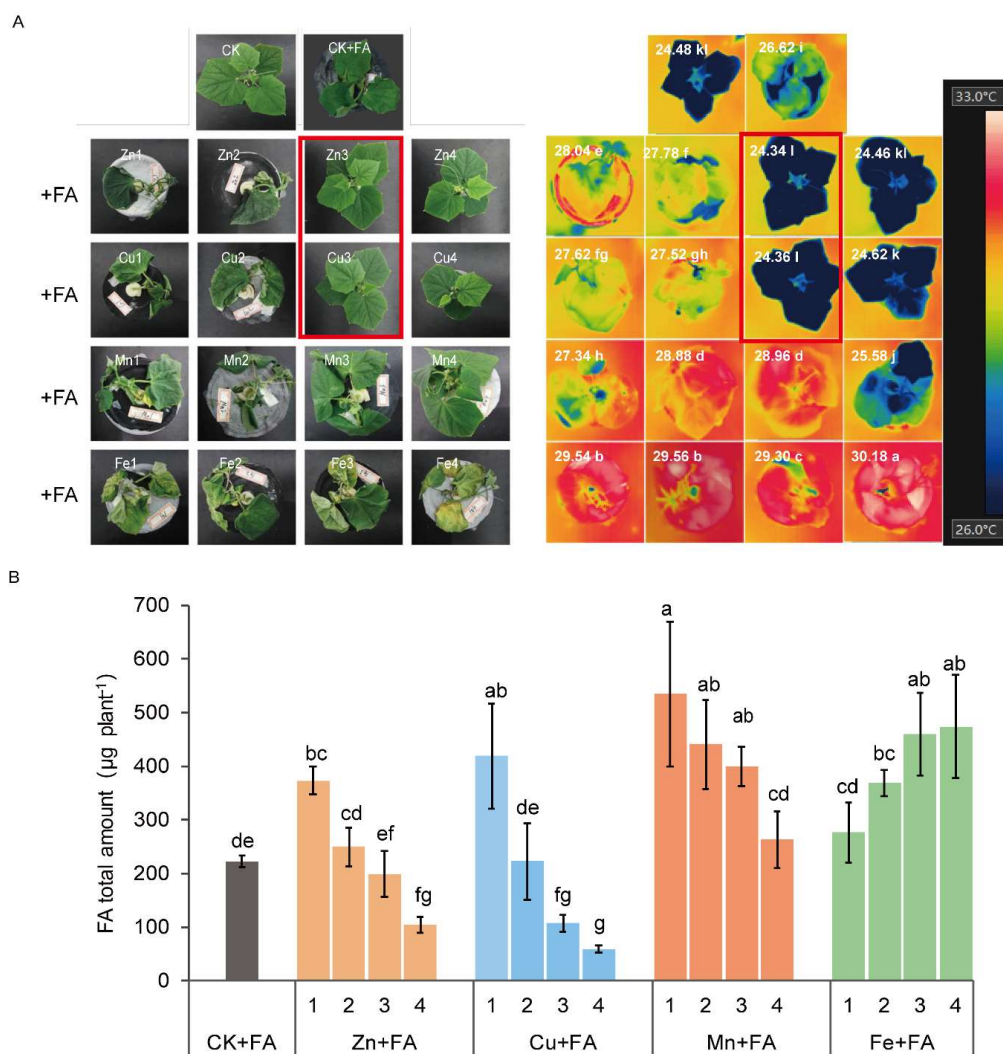 A
CK
CK+FA
24.48 kl
26.62 i
33.0°C
+FA
Zn1
Zn2
Zn3
Zn4
28.04 e
27.78 f
24.34 l
24.46 kl
+FA
Cu1
Cu2
Cu3
Cu4
27.62 fg
27.52 gh
24.36 l
24.62 k
+FA
Mn1
Mn2
Mn3
Mn4
27.34 h
28.88 d
28.96 d
25.58 j
+FA
Fe1
Fe2
Fe3
Fe4
29.54 b
29.56 b
29.30 c
30.18 a
26.0°C
B
FA total amount (µg plant⁻¹)
700
600
500
400
300
200
100
0
de
bc
cd
ef
fg
ab
de
fg
g
a
ab
ab
cd
cd
bc
ab
ab
1 2 3 4 1 2 3 4 1 2 3 4 1 2 3 4
CK+FA Zn+FA Cu+FA Mn+FA Fe+FA